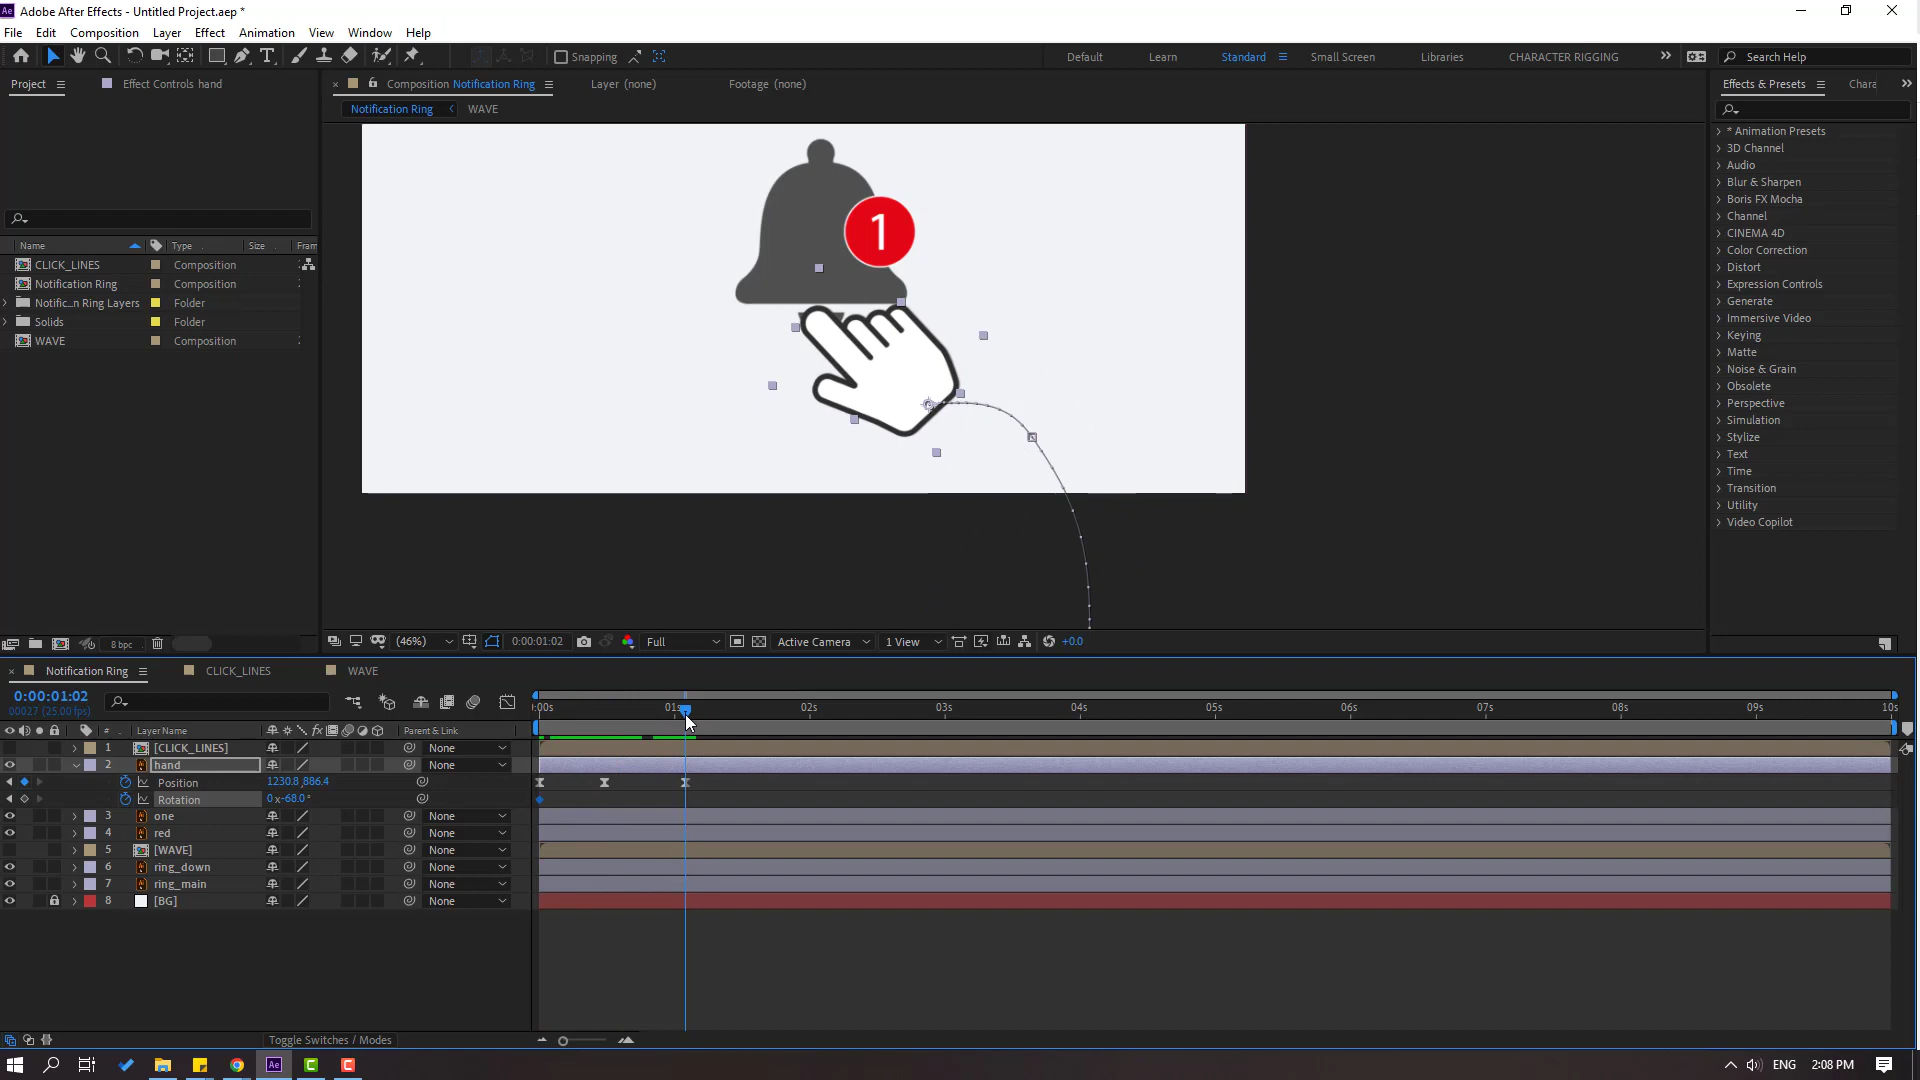 Adobe After Effects - Untitled Project.aep *
File Edit Composition Layer Effect Animation View Window Help
Snapping Default Learn Standard Small Screen Libraries CHARACTER RIGGING Search Help
Project Effect Controls hand Composition Notification Ring Layer (none) Footage (none) Effects & Presets Chara
Notification Ring WAVE
1
Name Type Size Fram
CLICK_LINES Composition
Notification Ring Composition
Notific...n Ring Layers Folder
Solids Folder
WAVE Composition
* Animation Presets
3D Channel
Audio
Blur & Sharpen
Boris FX Mocha
Channel
CINEMA 4D
Color Correction
Distort
Expression Controls
Generate
Immersive Video
Keying
Matte
Noise & Grain
Obsolete
Perspective
Simulation
Stylize
Text
Time
Transition
Utility
Video Copilot
8 bpc (46%) 0:00:01:02 Full Active Camera 1 View +0.0
Notification Ring CLICK_LINES WAVE
0:00:01:02
00027 (25.00 fps)
:00s 01s 02s 03s 04s 05s 06s 07s 08s 09s 10s
# Layer Name Parent & Link
1 [CLICK_LINES] None
2 hand None
Position 1230.8,886.4
Rotation 0x-68.0°
3 one None
4 red None
5 [WAVE] None
6 ring_down None
7 ring_main None
8 [BG] None
Toggle Switches / Modes
ENG 2:08 PM